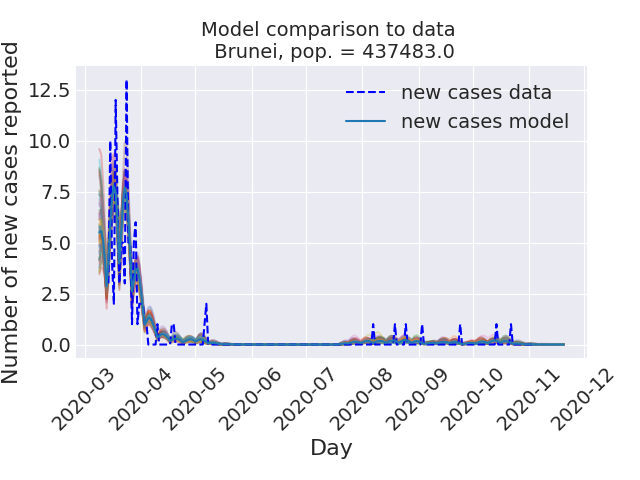 Model comparison to data
Brunei, pop. = 437483.0
new cases data
new cases model
Number of new cases reported
12.5
10.0
7.5
5.0
2.5
0.0
2020-03
2020-04
2020-05
2020-06
2020-07
2020-08
2020-09
2020-10
2020-11
2020-12
Day